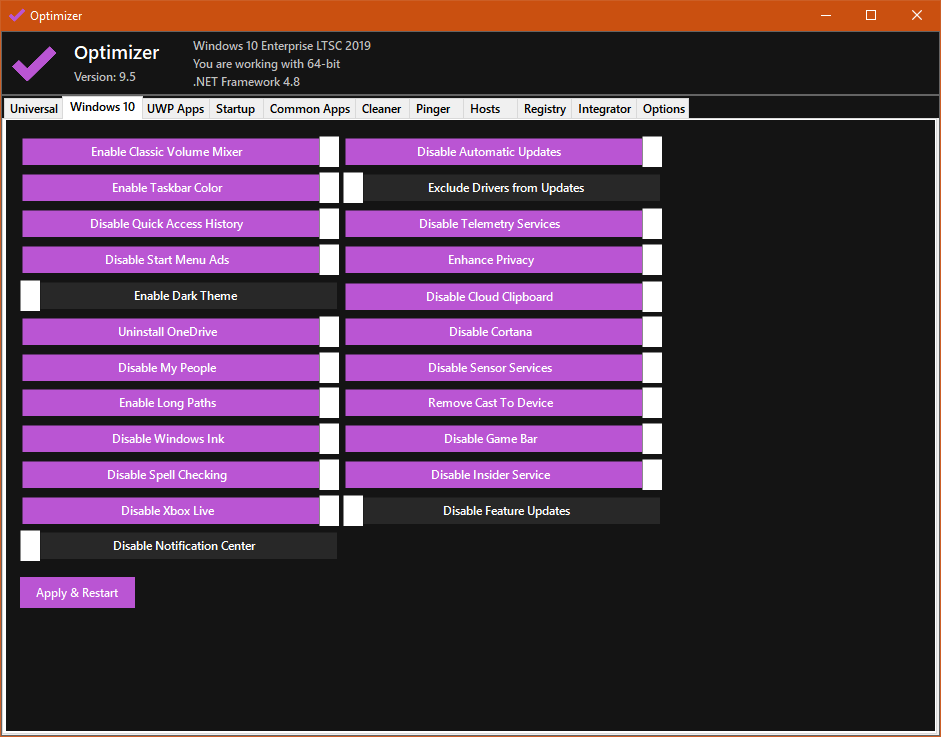 Optimizer
Optimizer
Version: 9.5
Windows 10 Enterprise LTSC 2019
You are working with 64-bit
.NET Framework 4.8
Universal Windows 10 UWP Apps Startup Common Apps Cleaner Pinger Hosts Registry Integrator Options
Enable Classic Volume Mixer
Enable Taskbar Color
Disable Quick Access History
Disable Start Menu Ads
Enable Dark Theme
Uninstall OneDrive
Disable My People
Enable Long Paths
Disable Windows Ink
Disable Spell Checking
Disable Xbox Live
Disable Notification Center
Disable Automatic Updates
Exclude Drivers from Updates
Disable Telemetry Services
Enhance Privacy
Disable Cloud Clipboard
Disable Cortana
Disable Sensor Services
Remove Cast To Device
Disable Game Bar
Disable Insider Service
Disable Feature Updates
Apply & Restart